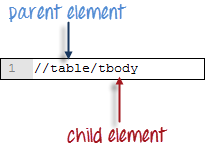 parent element
1 //table/tbody
child element